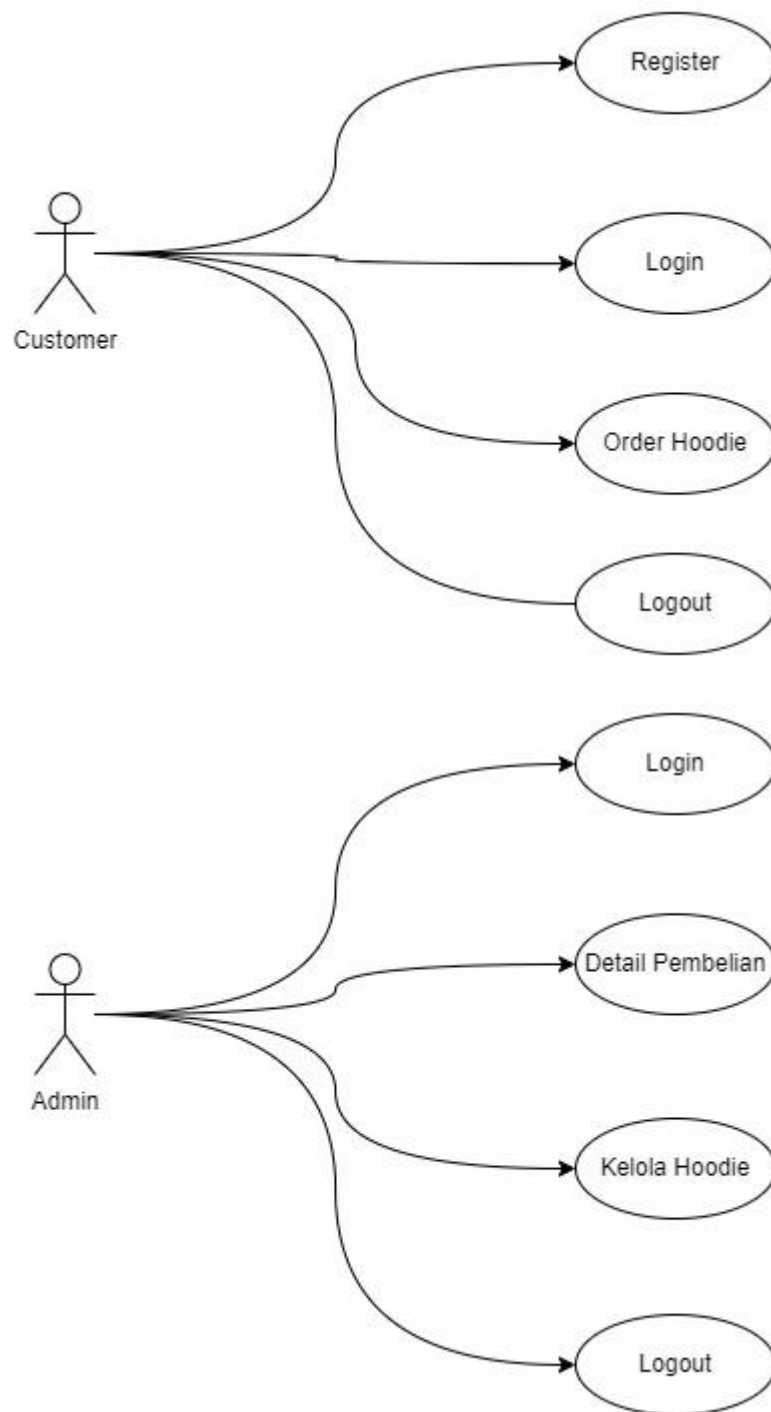 Register
Login
Customer
Order Hoodie
Logout
Login
Detail Pembelian
Admin
Kelola Hoodie
Logout